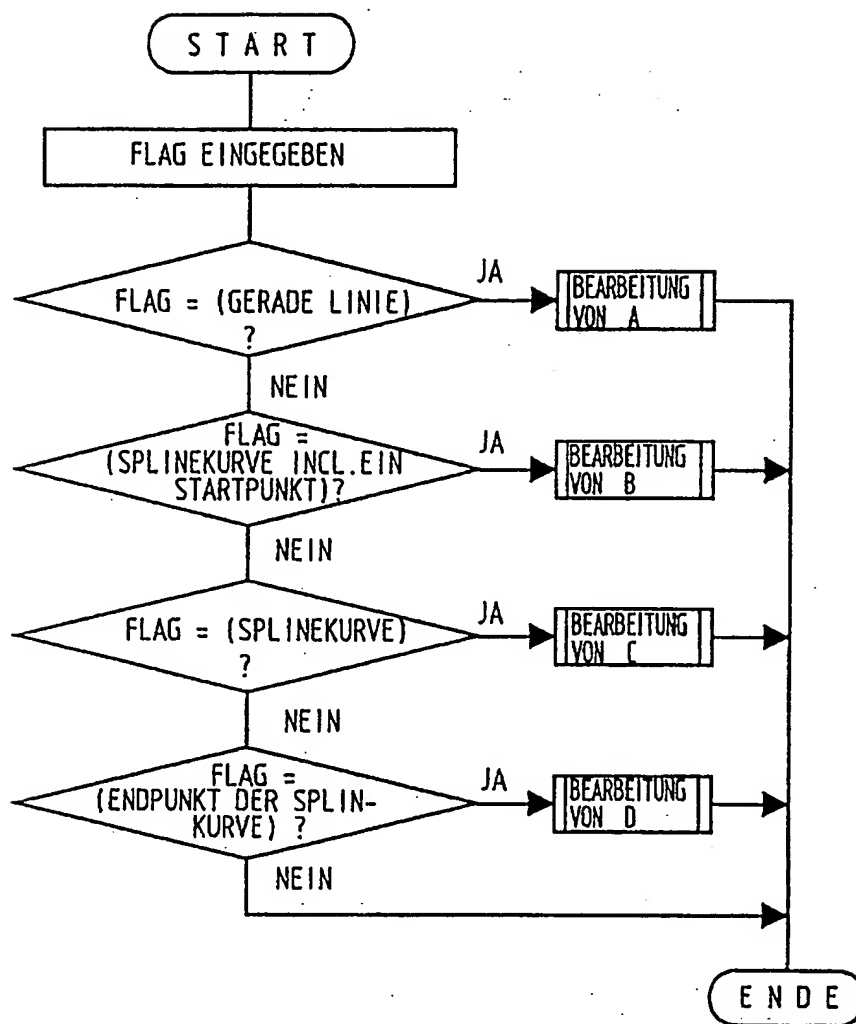 START
FLAG EINGEGEBEN
FLAG = (GERADE LINIE)
?
JA
BEARBEITUNG
VON A
NEIN
FLAG =
(SPLINEKURVE INCL.EIN
STARTPUNKT)?
JA
BEARBEITUNG
VON B
NEIN
FLAG = (SPLINEKURVE)
?
JA
BEARBEITUNG
VON C
NEIN
FLAG =
(ENDPUNKT DER SPLIN-
KURVE) ?
JA
BEARBEITUNG
VON D
NEIN
ENDE